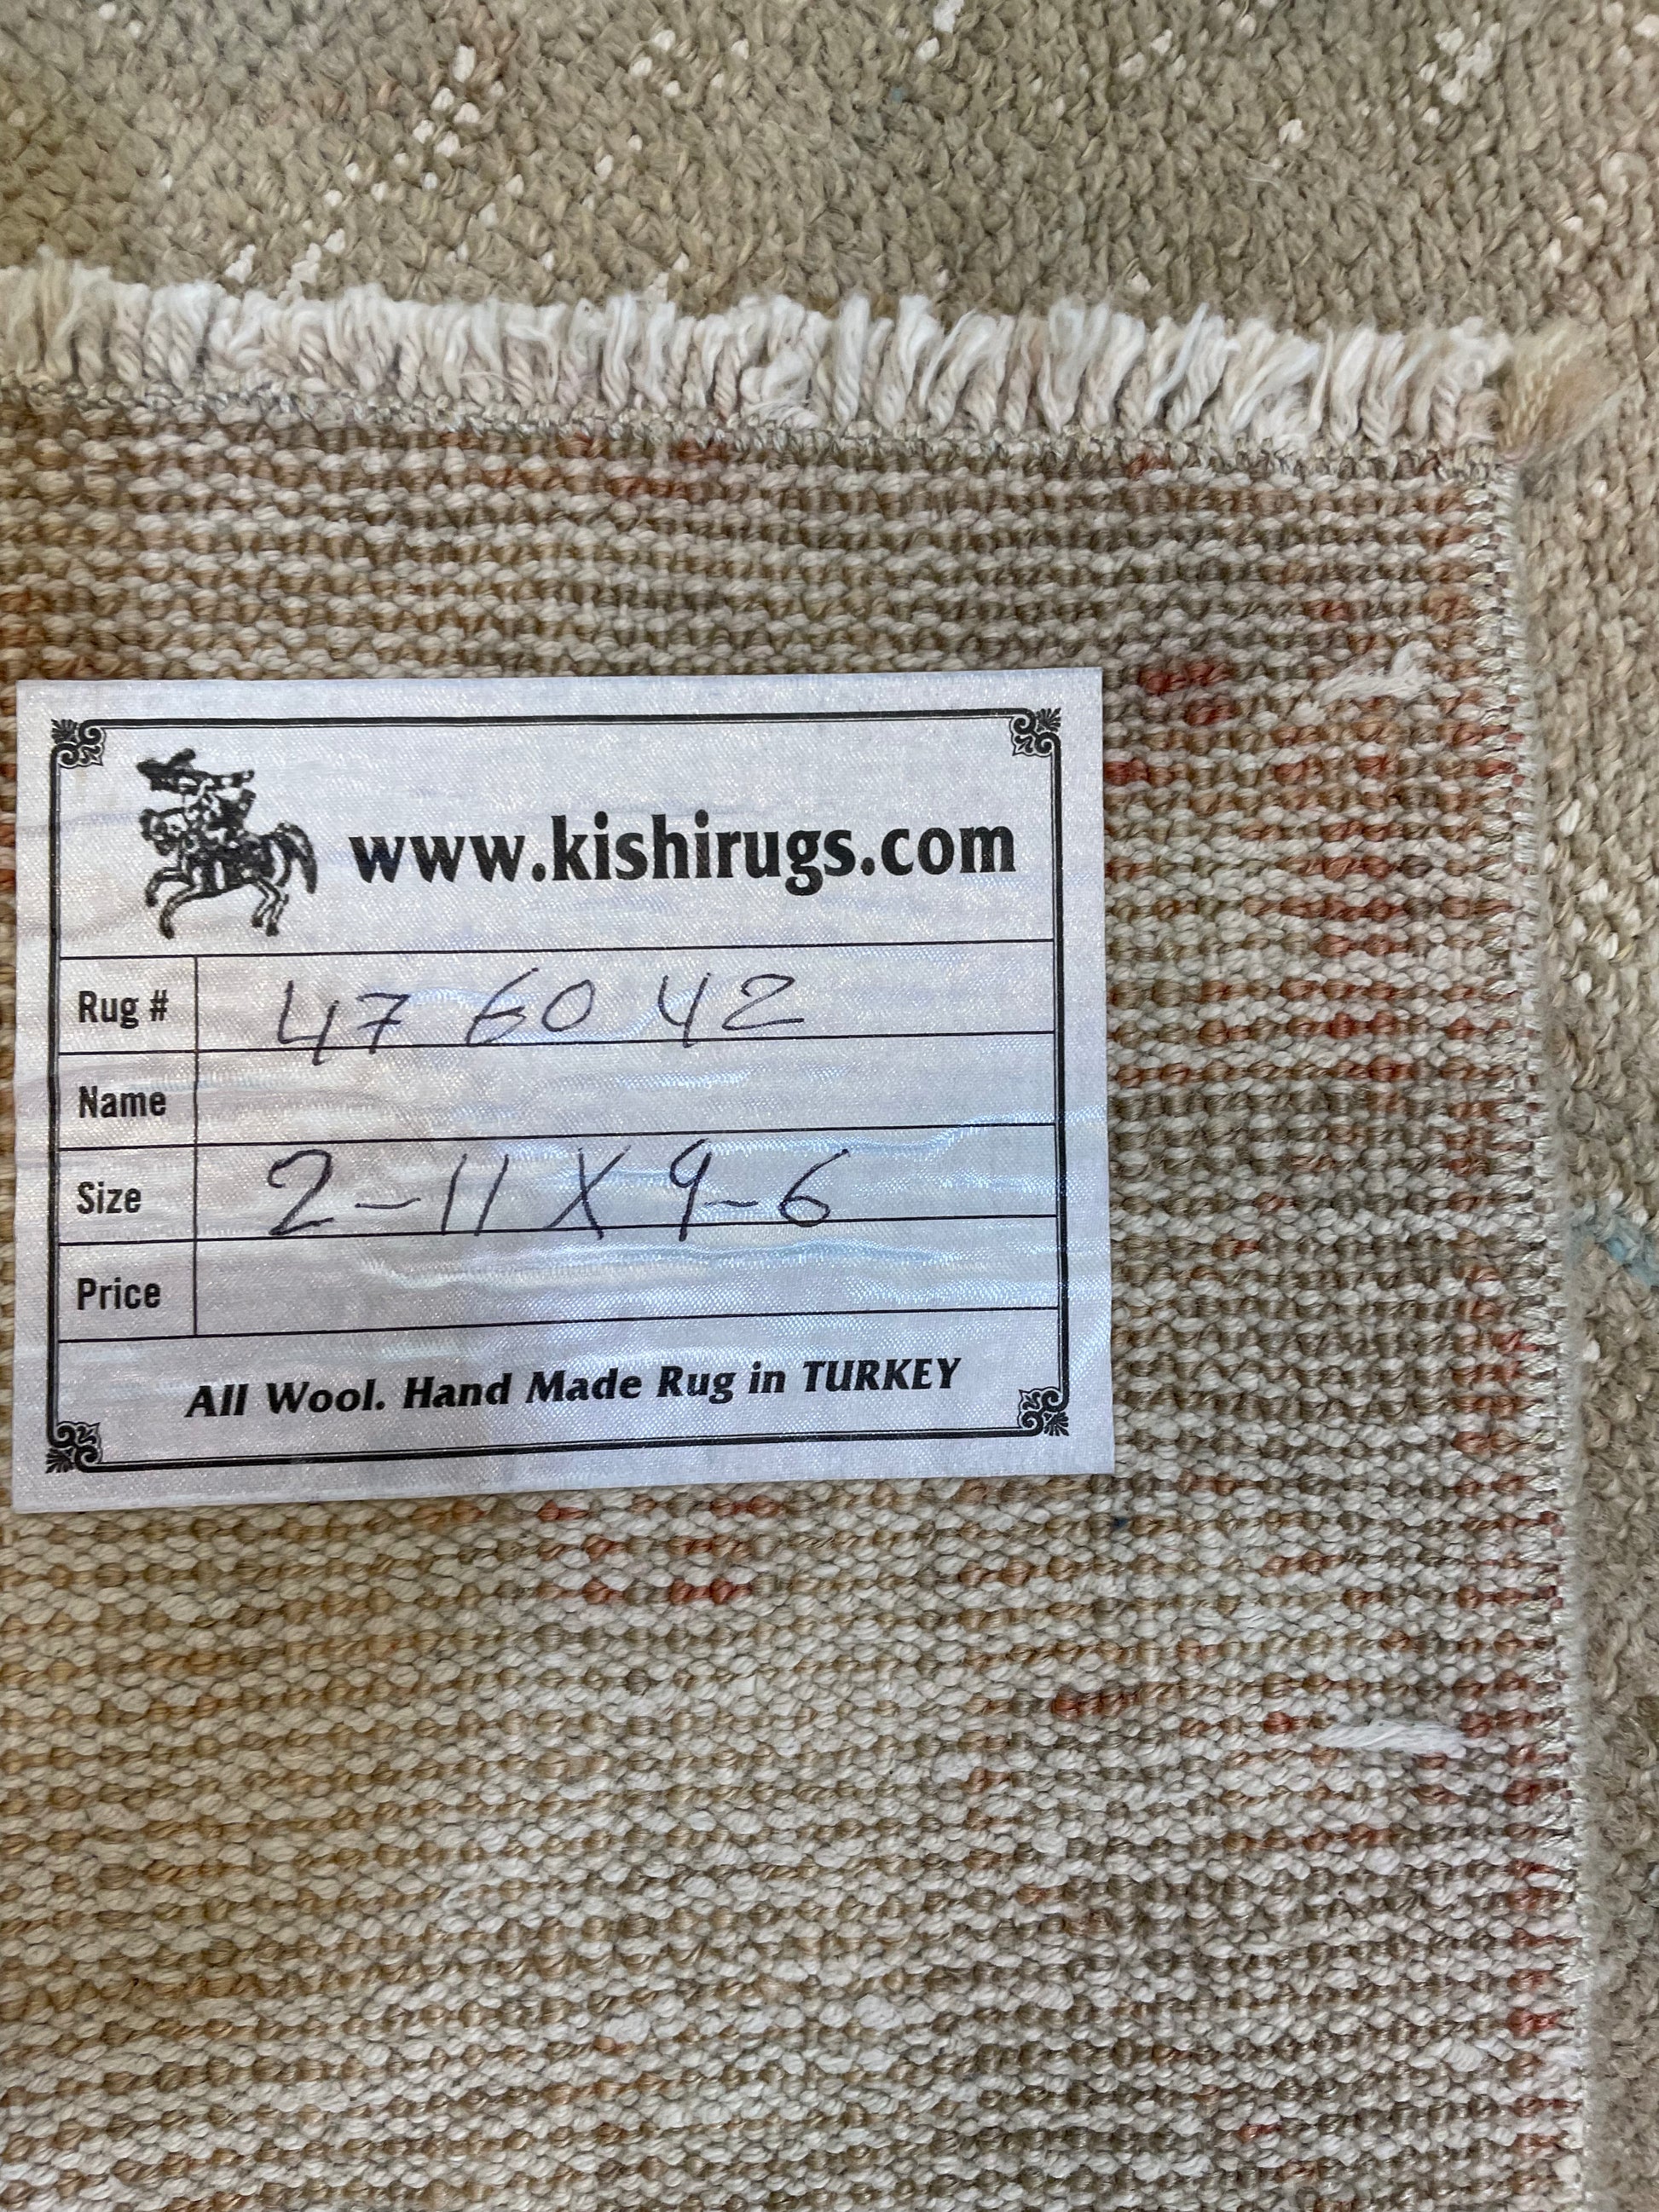 www.kishirugs.com
Rug # 47 60 42
Name
Size 2-11 X 9-6
Price
All Wool. Hand Made Rug in TURKEY